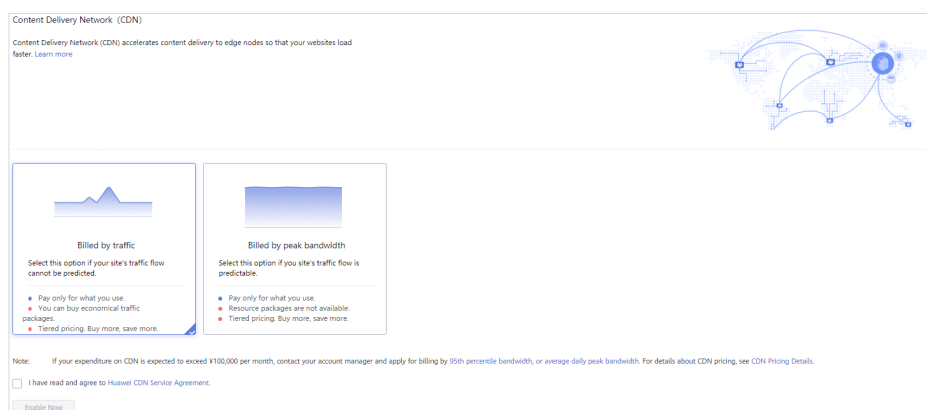 Content Delivery Network (CDN)
Content Delivery Network (CDN) accelerates content delivery to edge nodes so that your websites load
faster. Learn more
Billed by traffic
Select this option if your site's traffic flow
cannot be predicted.
Pay only for what you use.
You can buy economical traffic
packages.
Tiered pricing. Buy more, save more.
Billed by peak bandwidth
Select this option if you site's traffic flow is
predictable.
Pay only for what you use.
Resource packages are not available.
Tiered pricing. Buy more, save more.
Note: If your expenditure on CDN is expected to exceed ¥100,000 per month, contact your account manager and apply for billing by 95th percentile bandwidth, or average daily peak bandwidth. For details about CDN pricing, see CDN Pricing Details.
I have read and agree to Huawei CDN Service Agreement.
Enable Now